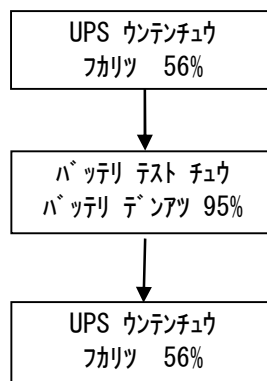 UPS ｳﾝﾃﾝﾁｭｳ
ﾌｶﾘﾂ 56%
ﾊﾞｯﾃﾘ ﾃｽﾄ ﾁｭｳ
ﾊﾞｯﾃﾘ ﾃﾞﾝｱﾂ 95%
UPS ｳﾝﾃﾝﾁｭｳ
ﾌｶﾘﾂ 56%